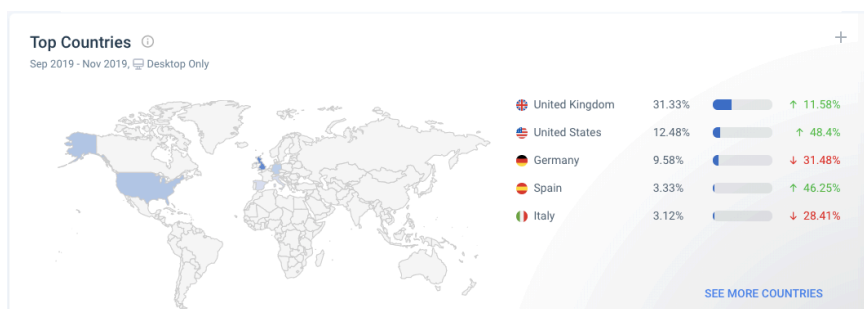 Top Countries
Sep 2019 - Nov 2019, Desktop Only
United Kingdom 31.33% ↑ 11.58%
United States 12.48% ↑ 48.4%
Germany 9.58% ↓ 31.48%
Spain 3.33% ↑ 46.25%
Italy 3.12% ↓ 28.41%
SEE MORE COUNTRIES